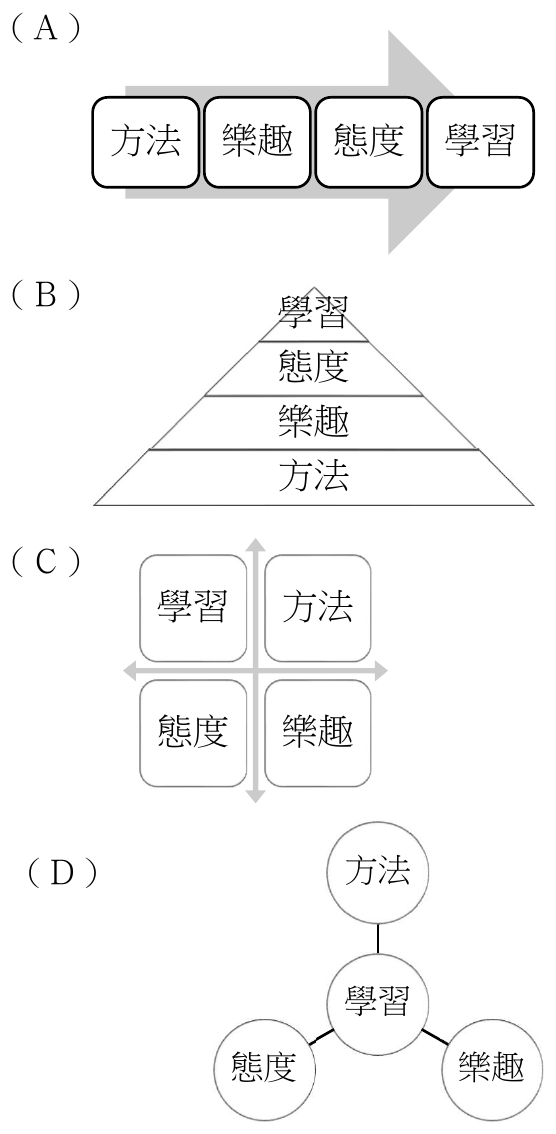 （A）
方法 樂趣 態度 學習
（B）
學習
態度
樂趣
方法
（C）
學習 方法
態度 樂趣
（D）
方法
學習
態度 樂趣